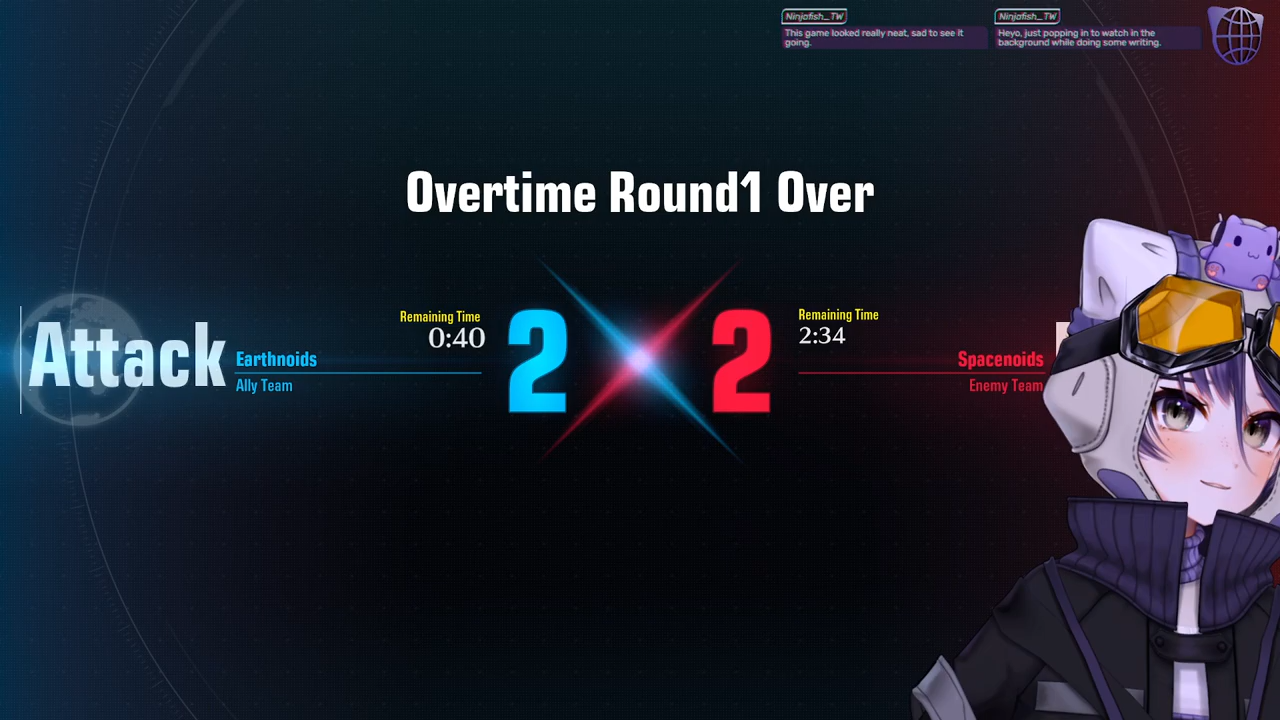 Ninjafish_TW
This game looked really neat, sad to see it
going.
Ninjafish_TW
Heyo, just popping in to watch in the
background while doing some writing.
Overtime Round1 Over
Attack
Earthnoids
Ally Team
Remaining Time
0:40
2
2
Remaining Time
2:34
Spacenoids
Enemy Team